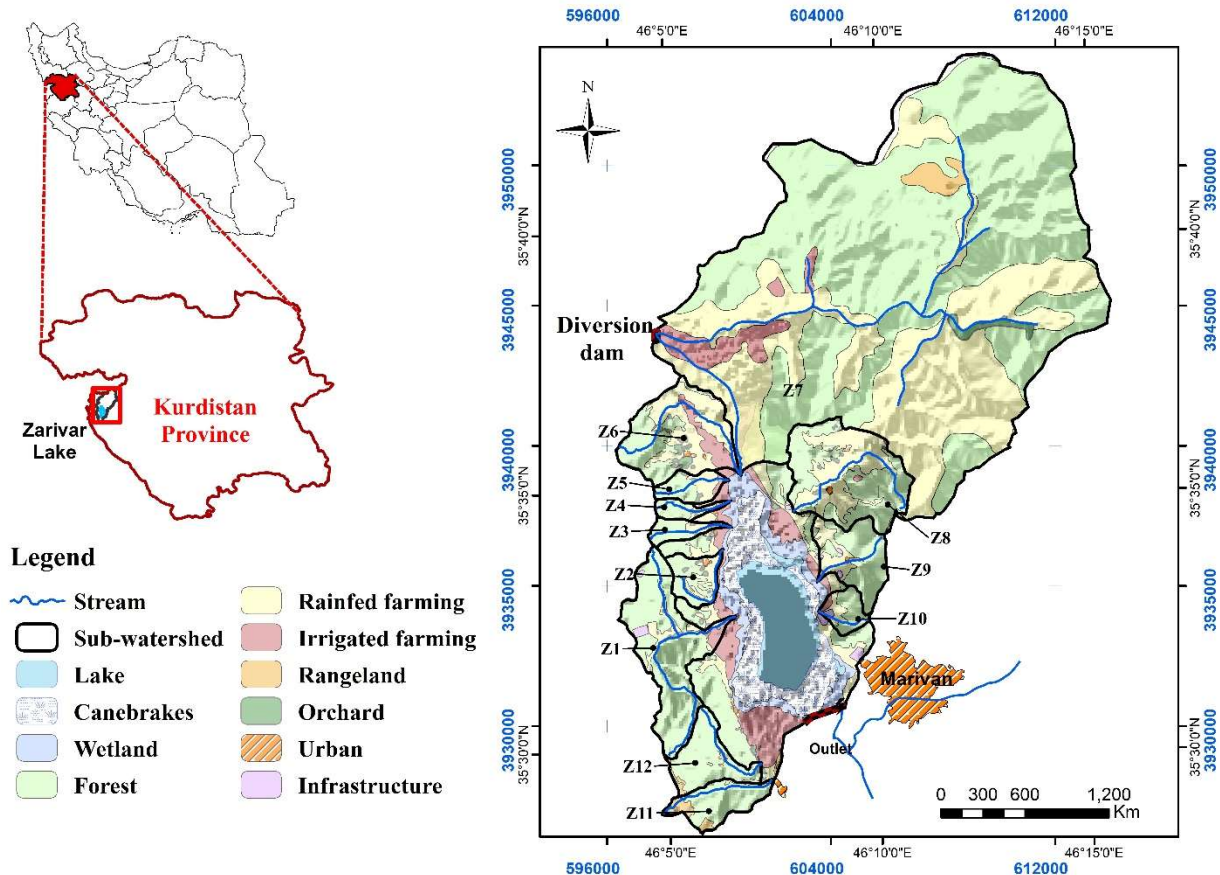 596000 604000 612000
46°5'0"E 46°10'0"E 46°15'0"E
N
3950000
35°40'0"N
3945000
3940000
35°35'0"N
3935000
3930000
35°30'0"N
3950000
35°40'0"N
3945000
3940000
35°35'0"N
3935000
3930000
35°30'0"N
Diversion
dam
Z7
Z6
Z5
Z4
Z3
Z2
Z1
Z8
Z9
Z10
Marivan
Outlet
Z12
Z11
0 300 600 1,200
Km
46°5'0"E 46°10'0"E 46°15'0"E
596000 604000 612000
Kurdistan
Province
Zarivar
Lake
Legend
Stream
Sub-watershed
Lake
Canebrakes
Wetland
Forest
Rainfed farming
Irrigated farming
Rangeland
Orchard
Urban
Infrastructure